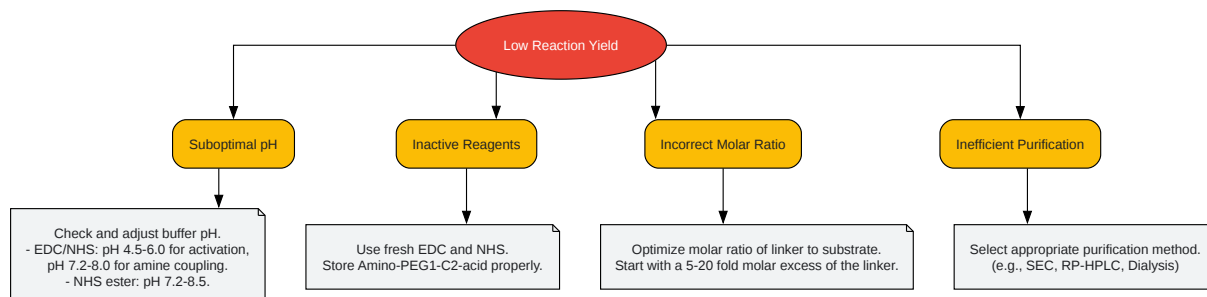 Low Reaction Yield
Suboptimal pH
Inactive Reagents
Incorrect Molar Ratio
Inefficient Purification
Check and adjust buffer pH.
- EDC/NHS: pH 4.5-6.0 for activation,
pH 7.2-8.0 for amine coupling.
- NHS ester: pH 7.2-8.5.
Use fresh EDC and NHS.
Store Amino-PEG1-C2-acid properly.
Optimize molar ratio of linker to substrate.
Start with a 5-20 fold molar excess of the linker.
Select appropriate purification method.
(e.g., SEC, RP-HPLC, Dialysis)